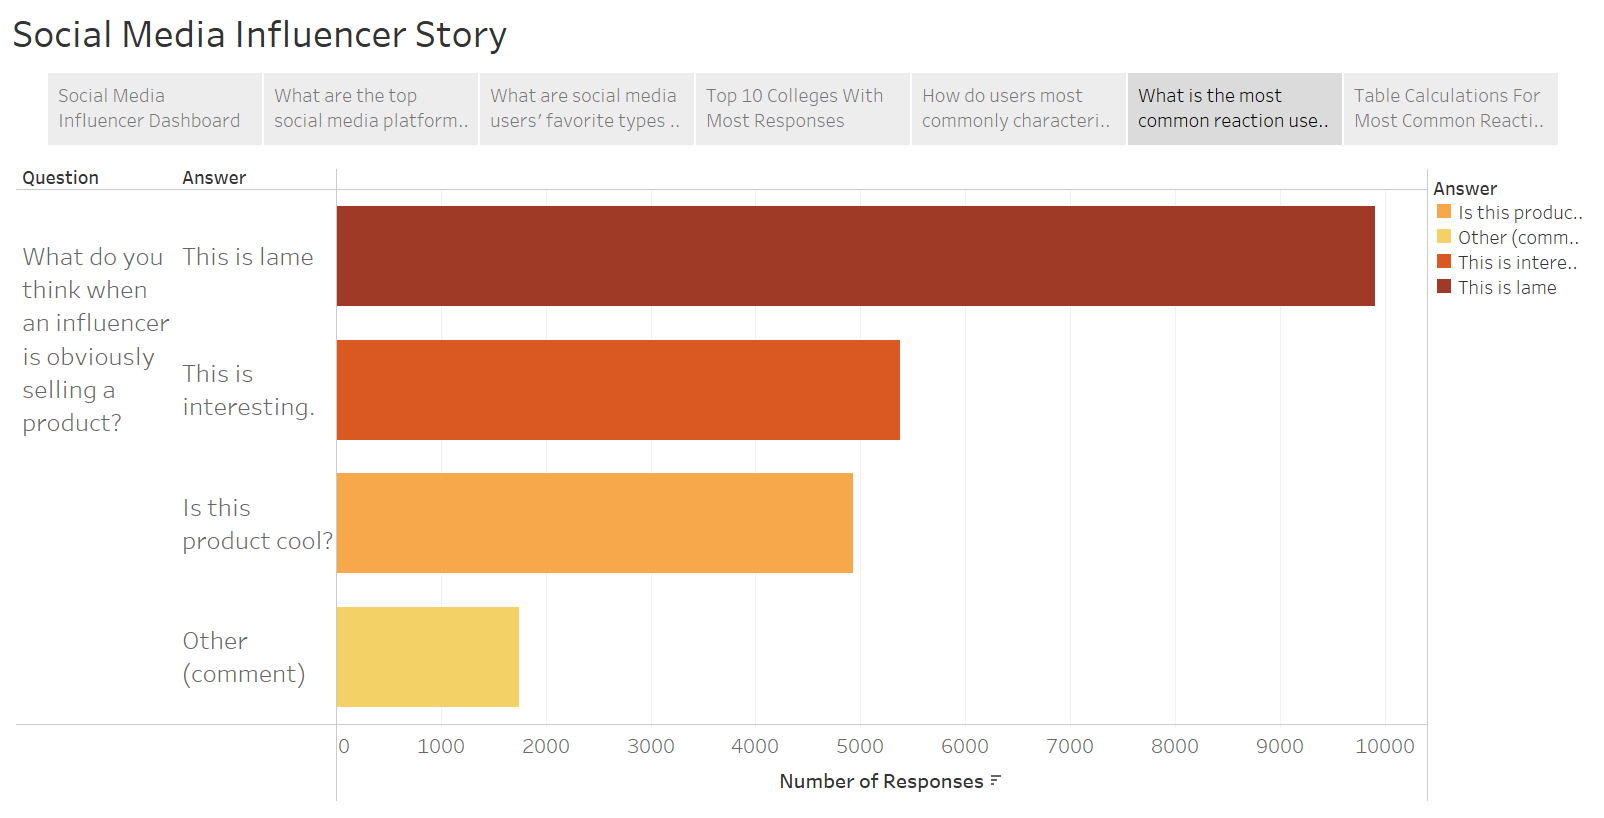 Social Media Influencer Story
Social Media
Influencer Dashboard
What are the top
social media platform..
What are social media
users' favorite types ..
Top 10 Colleges With
Most Responses
How do users most
commonly characteri..
What is the most
common reaction use..
Table Calculations For
Most Common Reacti..
Question
Answer
What do you
think when
an influencer
is obviously
selling a
product?
This is lame
This is
interesting.
Is this
product cool?
Other
(comment)
0 1000 2000 3000 4000 5000 6000 7000 8000 9000 10000
Number of Responses
Answer
Is this produc..
Other (comm..
This is intere..
This is lame